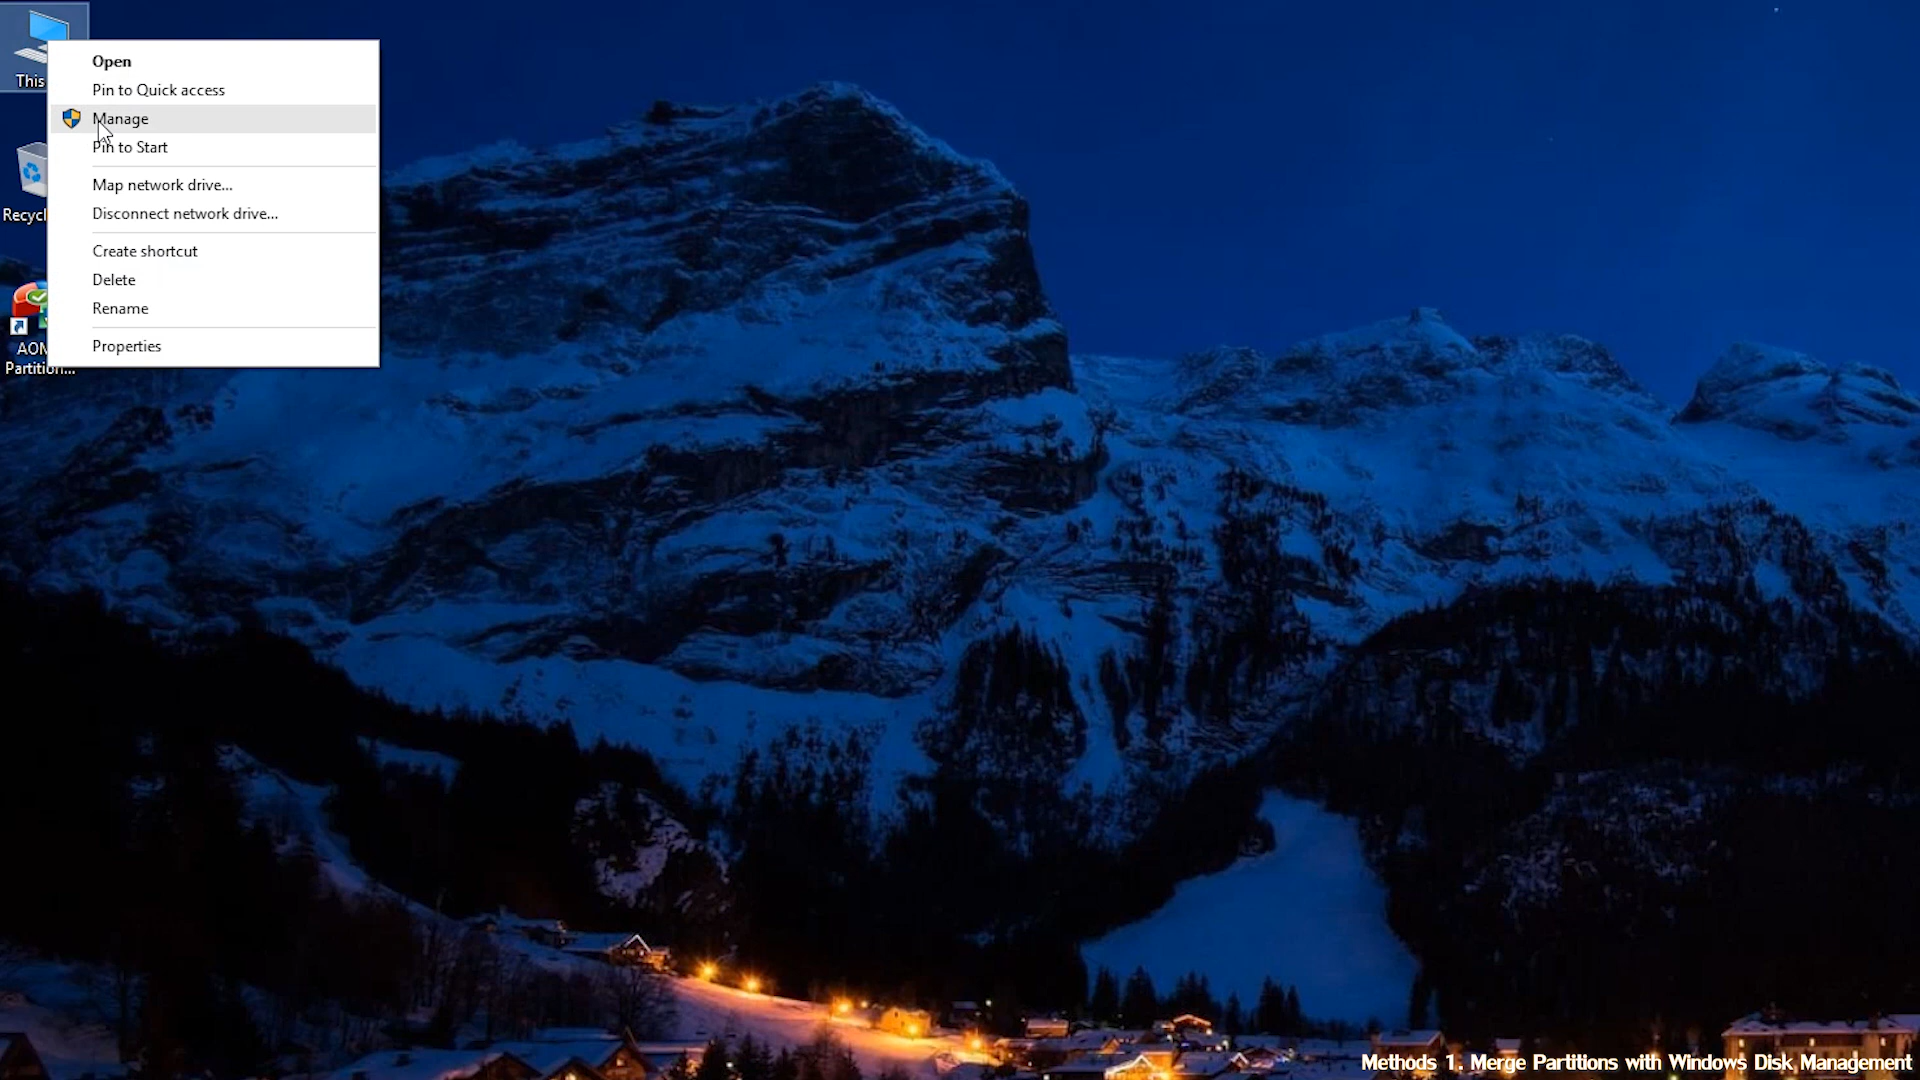 This
Open
Pin to Quick access
Manage
Pin to Start
Map network drive...
Disconnect network drive...
Create shortcut
Delete
Rename
Properties
Recycl
AOM
Partition...
Methods 1. Merge Partitions with Windows Disk Management